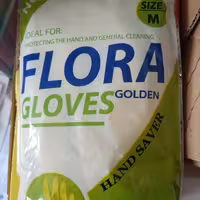 SIZE
M
IDEAL FOR:
PROTECTING THE HAND AND GENERAL CLEANING
FLORA
GLOVES GOLDEN
HAND SAVER